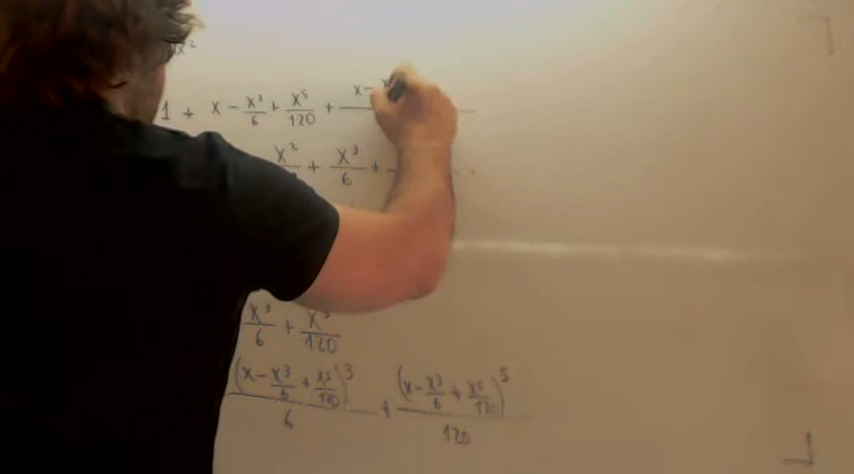 x²
1 + x - x³/6 + x⁵/120 + x -
x²/ + x³/6 +
x³/6 + x⁵/120
(x - x³/6 + x⁵/120)³/6 + (x - x³/6 + x⁵/120)⁵/120